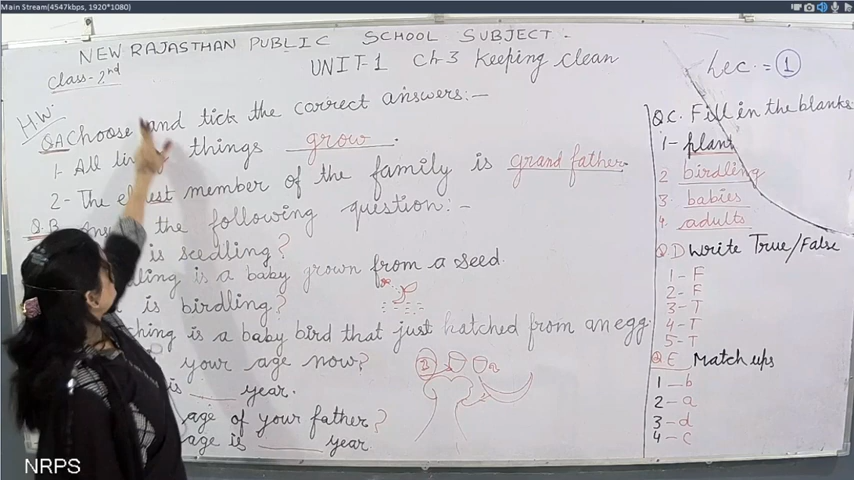 Main Stream(4547kbps, 1920*1080)
NEW RAJASTHAN PUBLIC SCHOOL SUBJECT -
class-2nd
UNIT-1 Ch-3 Keeping clean
Lec. = 1
H.W.
Q.A Choose and tick the correct answers:-
1- All things grow.
2- The member of the family is grand father.
Q.B. the following question:-
is seedling?
is a baby grown from a seed.
is birdling?
is a baby bird that just hatched from an egg.
your age now?
is ___ year.
age of your father?
age is ___ year
QC. Fill in the blanks
1- plant
2 birdling
3. babies
4. adults
Q.D Write True/False
1- F
2- F
3- T
4- T
5- T
Q E Match ups
1 - b
2 - a
3 - d
4 - c
NRPS